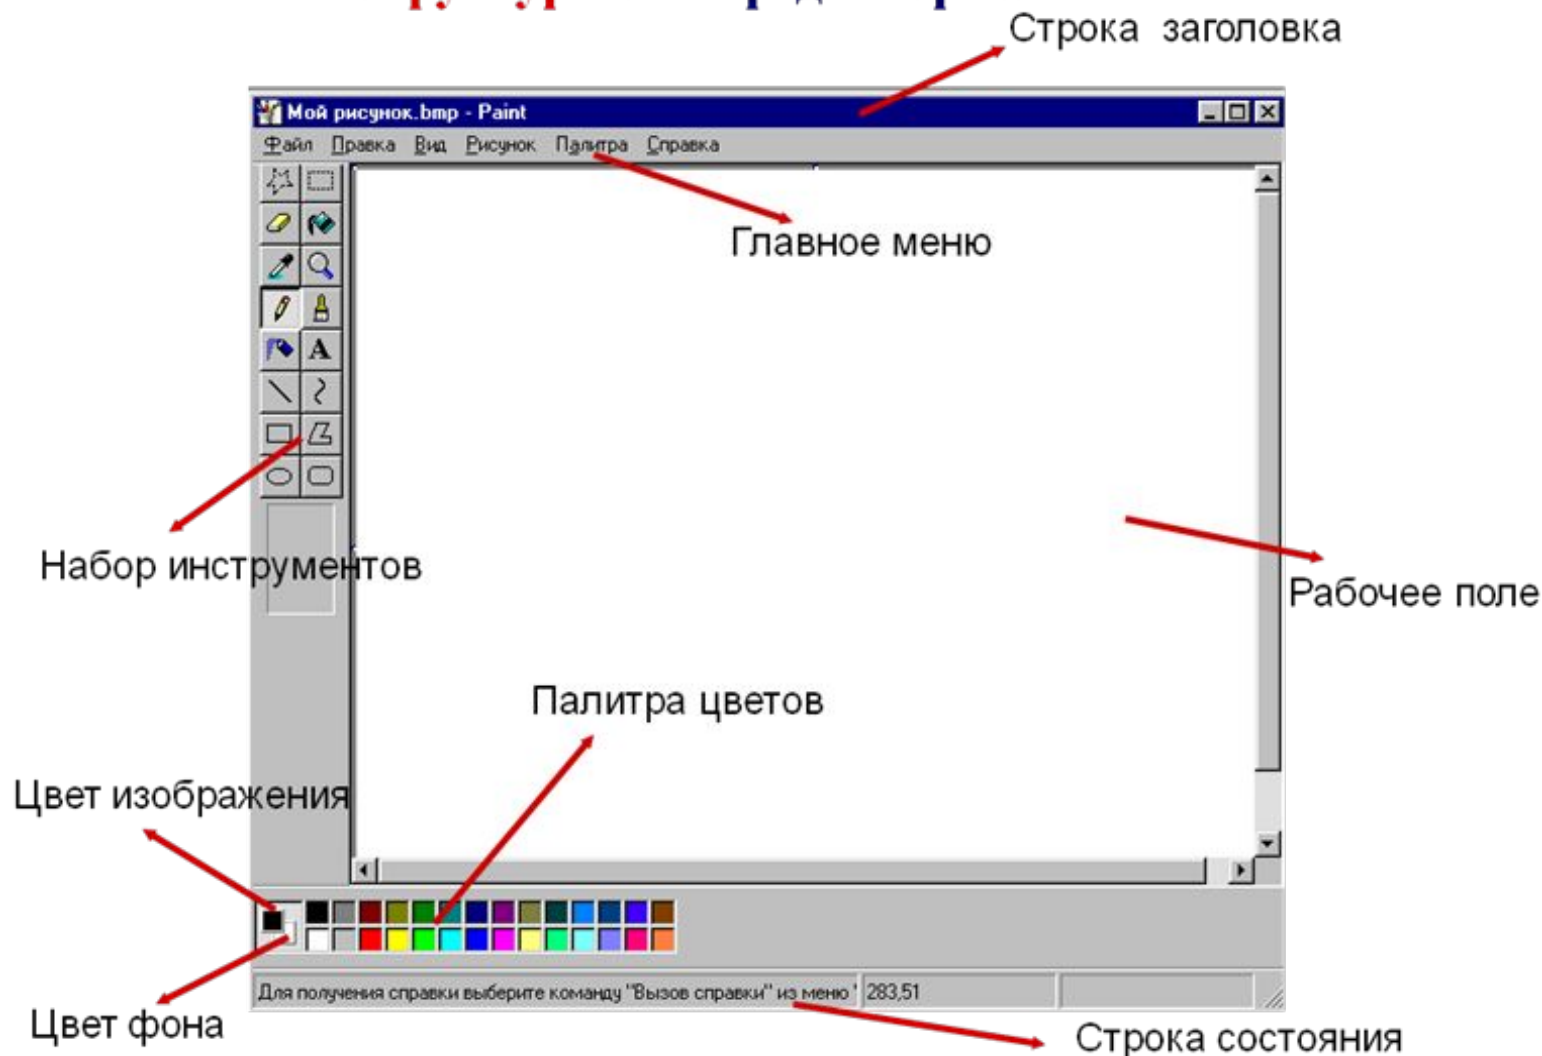 Строка заголовка
Мой рисунок.bmp - Paint
Файл Правка Вид Рисунок Палитра Справка
Главное меню
A
Набор инструментов
Рабочее поле
Палитра цветов
Цвет изображения
Для получения справки выберите команду "Вызов справки" из меню '
283,51
Цвет фона
Строка состояния